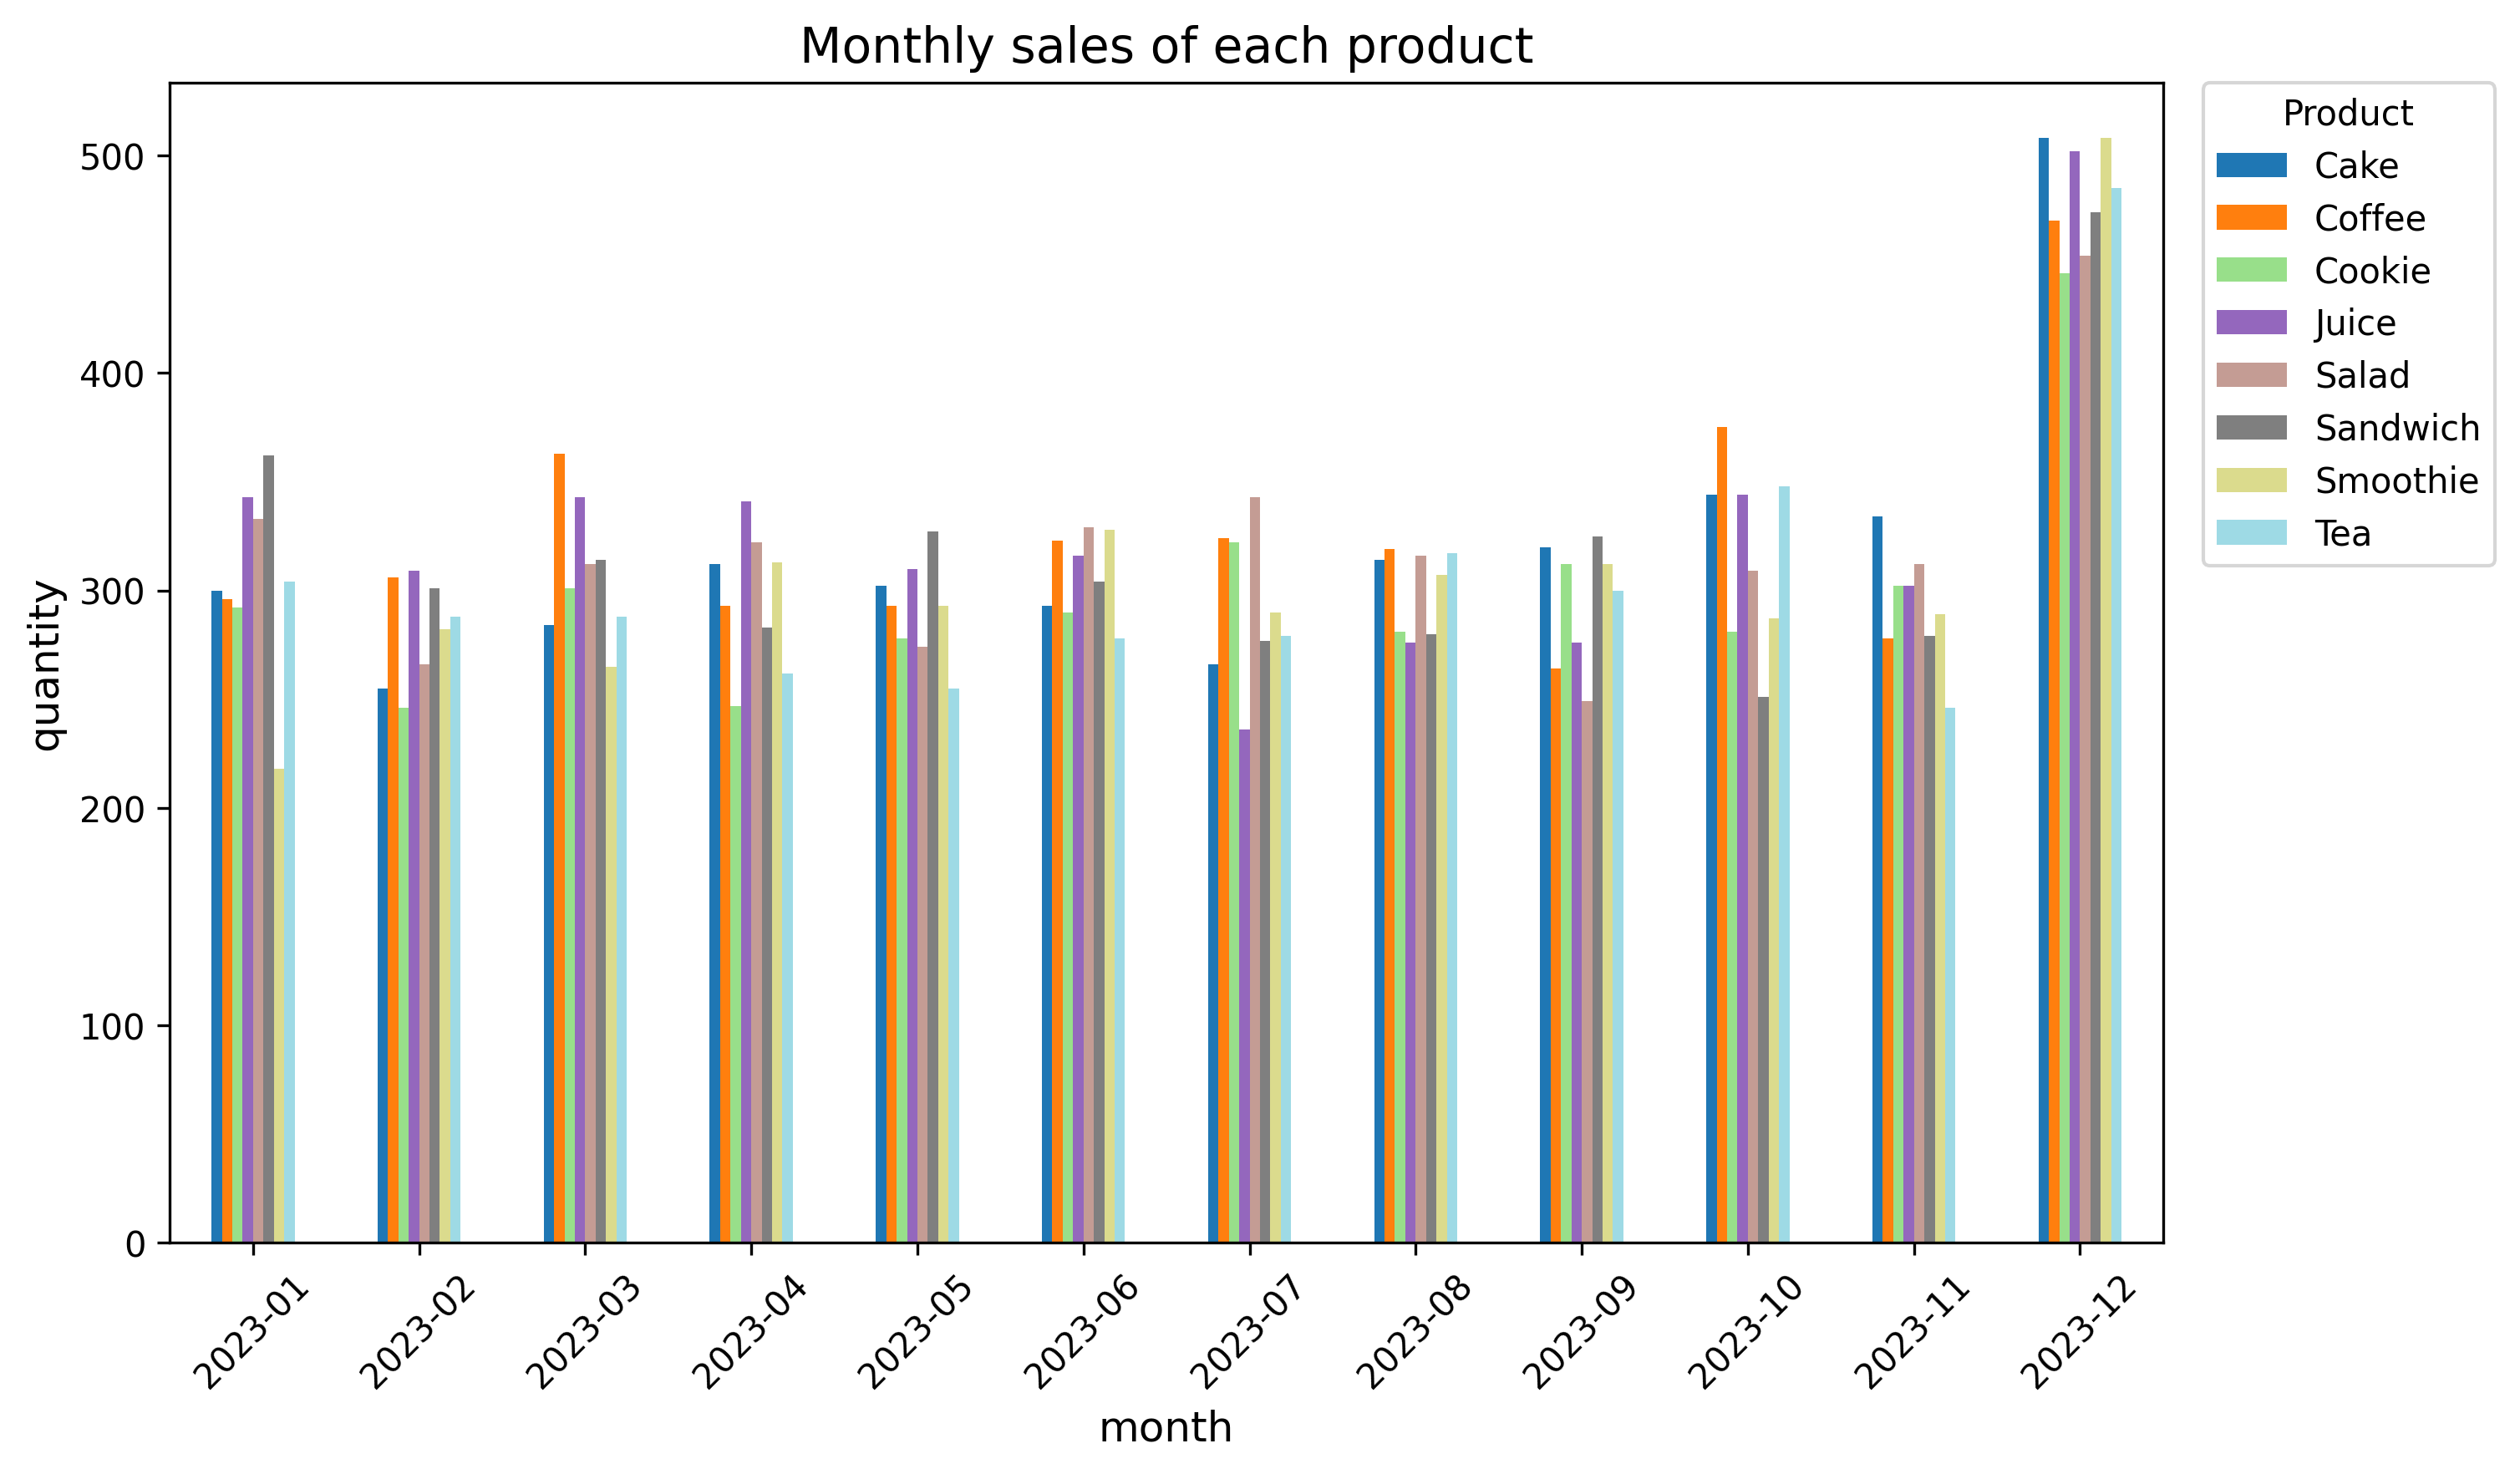 Monthly sales of each product
500
400
300
200
100
0
quantity
2023-01
2023-02
2023-03
2023-04
2023-05
2023-06
2023-07
2023-08
2023-09
2023-10
2023-11
2023-12
month
Product
Cake
Coffee
Cookie
Juice
Salad
Sandwich
Smoothie
Tea